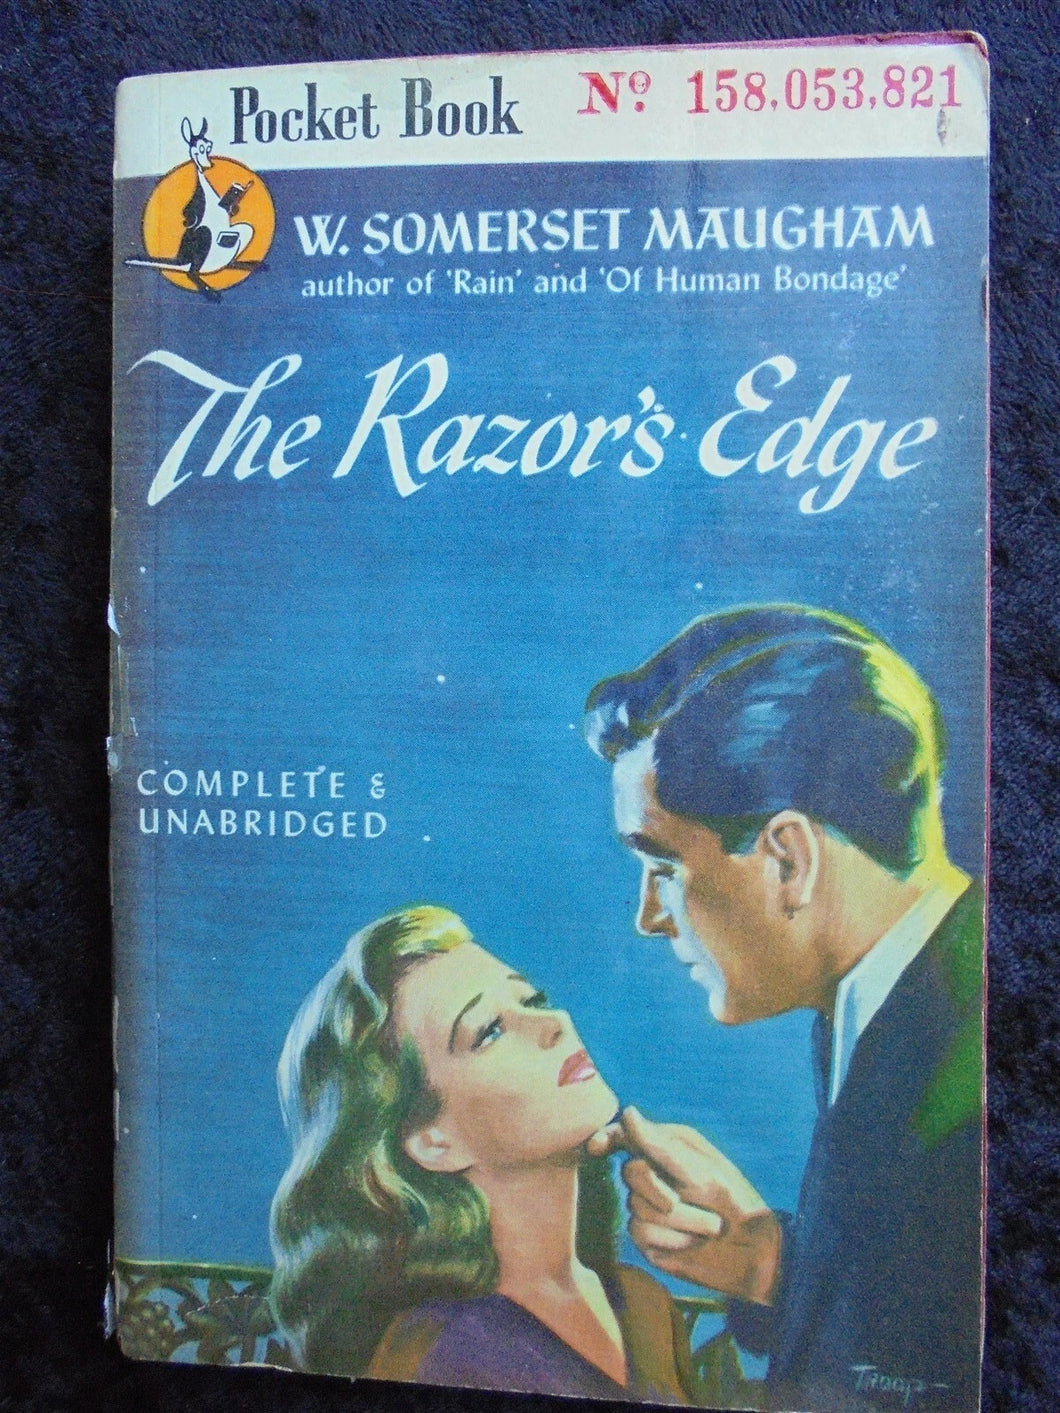 Pocket Book Nº. 158,053,821
W. SOMERSET MAUGHAM
author of 'Rain' and 'Of Human Bondage'
The Razor's Edge
COMPLETE &
UNABRIDGED
Troop